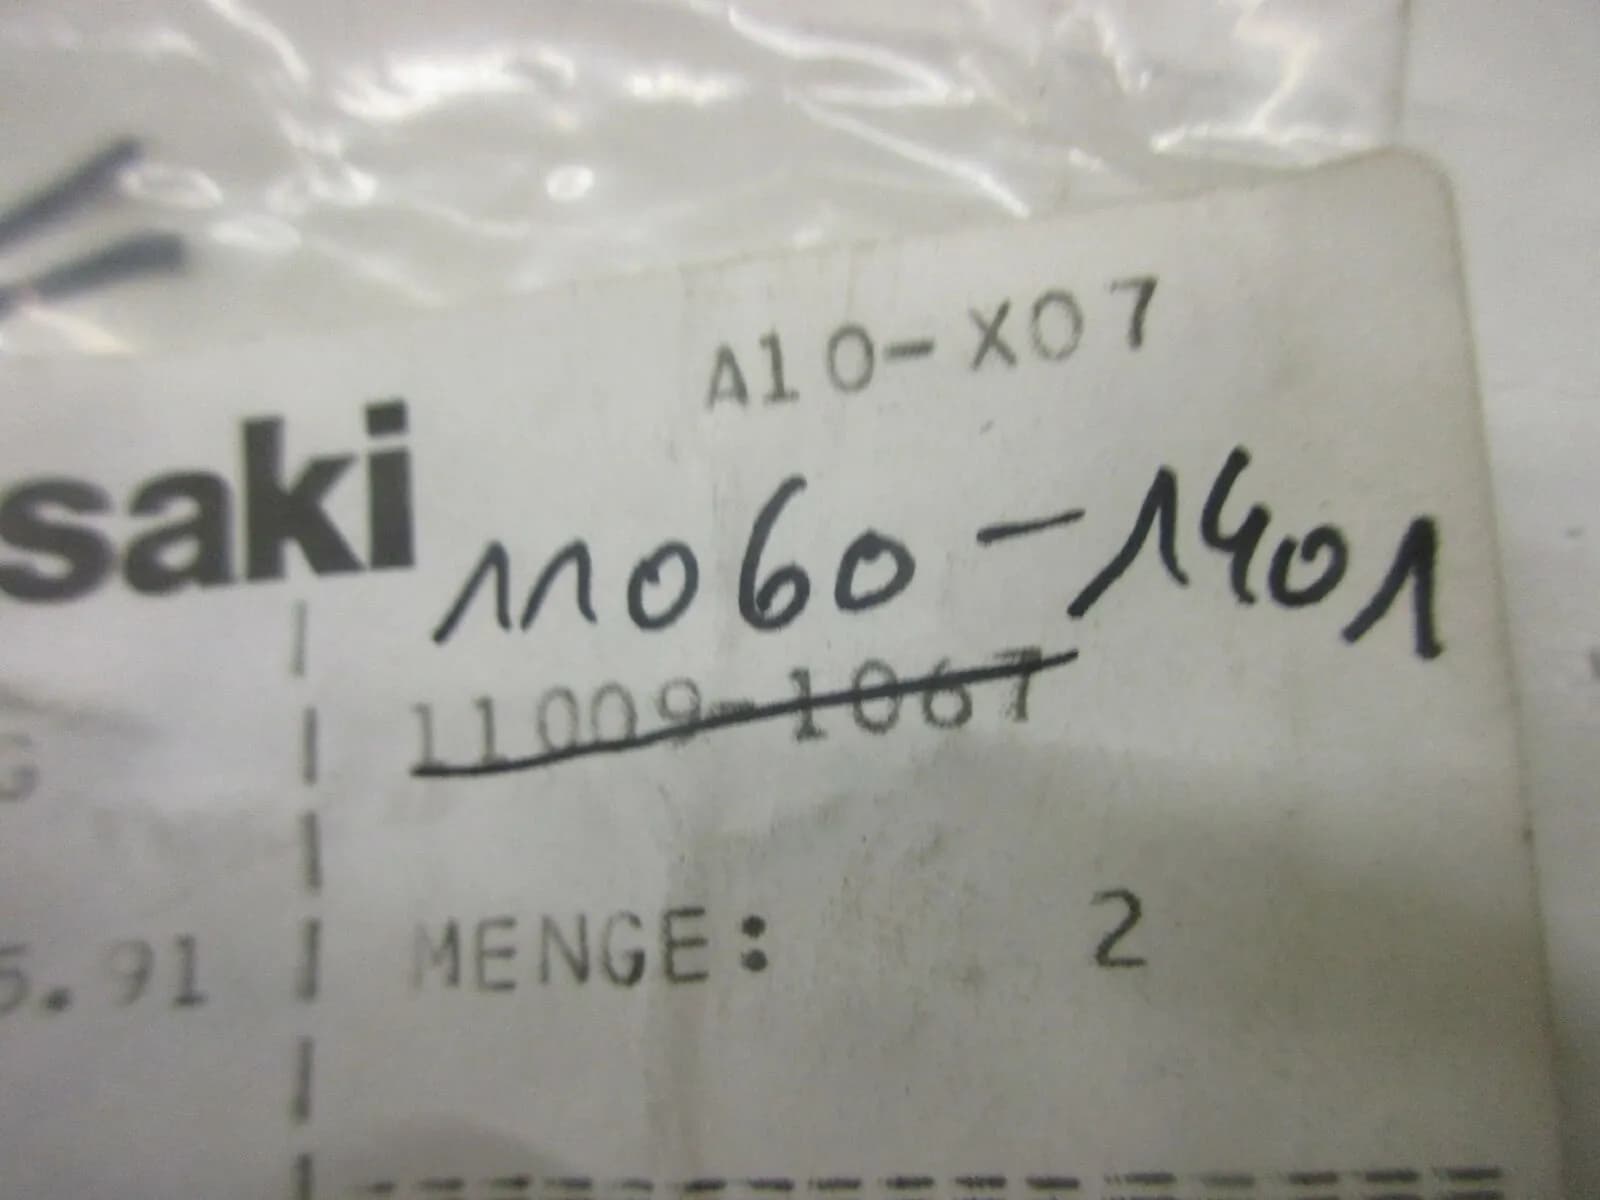 A10-X07
saki
11060-1401
11009-1067
G
5.91
MENGE: 2